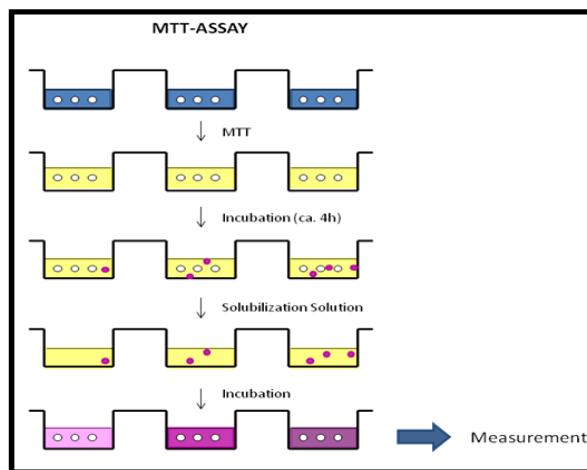 MTT-ASSAY
MTT
Incubation (ca. 4h)
Solubilization Solution
Incubation
Measurement